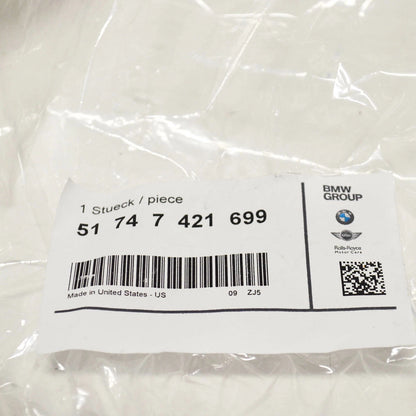 1 Stueck / piece
51 74 7 421 699
Made in United States - US 09 ZJ5
BMW
GROUP
Rolls-Royce
Motor Cars